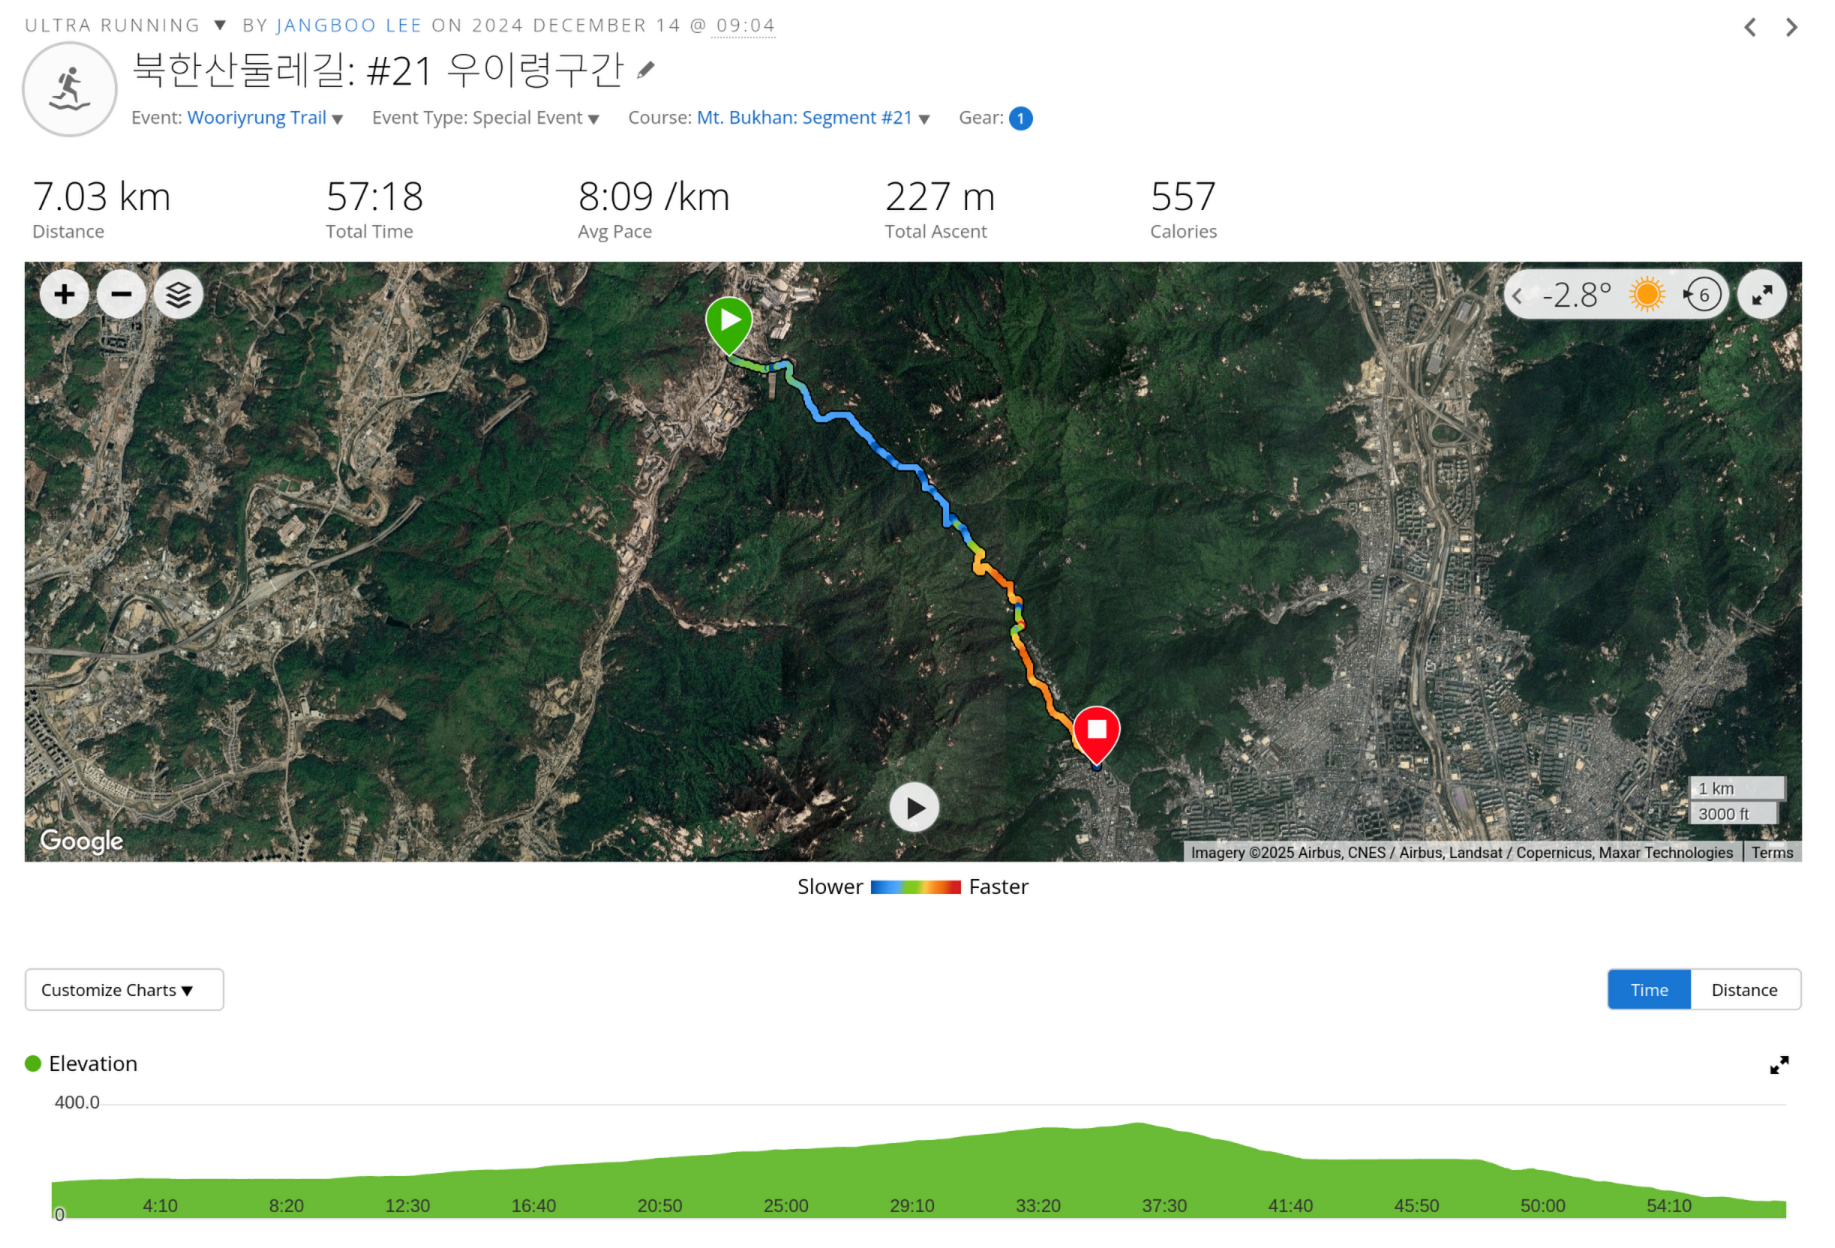 ULTRA RUNNING ▼ BY JANGBOO LEE ON 2024 DECEMBER 14 @ 09:04
북한산둘레길: #21 우이령구간
Event: Wooriyrung Trail ▼ Event Type: Special Event ▼ Course: Mt. Bukhan: Segment #21 ▼ Gear: 1
7.03 km 57:18 8:09 /km 227 m 557
Distance Total Time Avg Pace Total Ascent Calories
-2.8° 6
1 km
3000 ft
Google
Imagery ©2025 Airbus, CNES / Airbus, Landsat / Copernicus, Maxar Technologies Terms
Slower Faster
Customize Charts ▼ Time Distance
Elevation
400.0
0 4:10 8:20 12:30 16:40 20:50 25:00 29:10 33:20 37:30 41:40 45:50 50:00 54:10